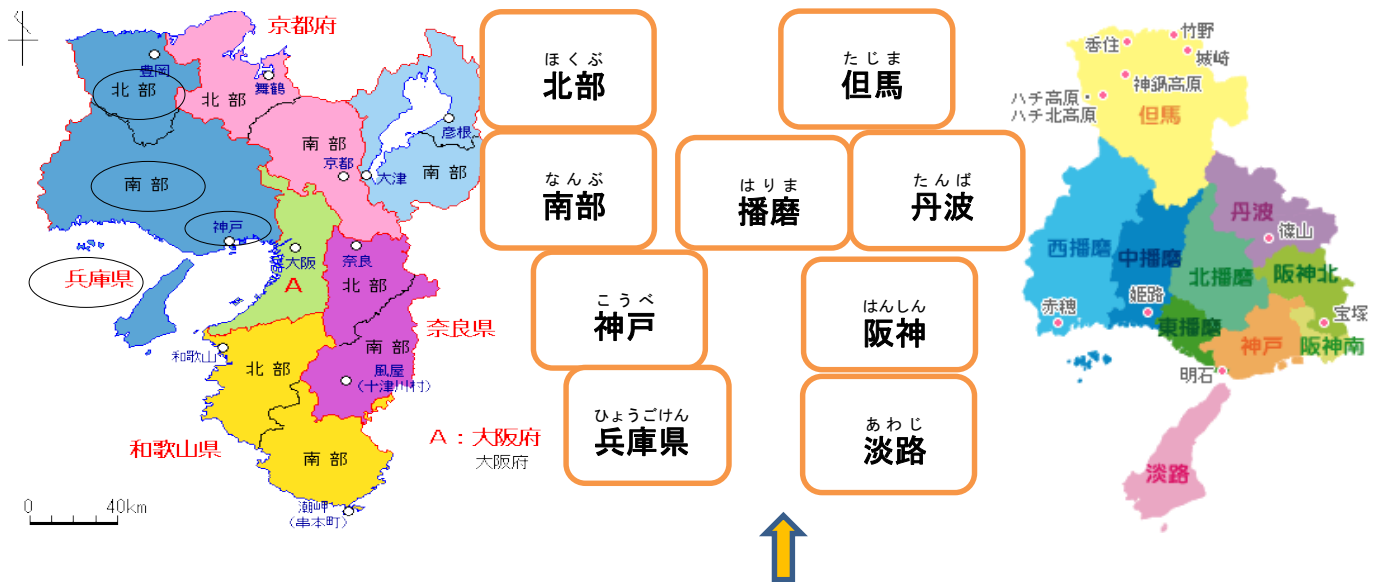 京都府
豊岡
北部
舞鶴
北部
南部
京都
彦根
大津
南部
南部
神戸
大阪
奈良
兵庫県
A
北部
奈良県
和歌山
北部
南部
風屋
(十津川村)
和歌山県
A：大阪府
大阪府
南部
潮岬
(串本町)
0 40km
ほくぶ
北部
たじま
但馬
なんぶ
南部
はりま
播磨
たんば
丹波
こうべ
神戸
はんしん
阪神
ひょうごけん
兵庫県
あわじ
淡路
竹野
香住
城崎
神鍋高原
ハチ高原・
ハチ北高原
但馬
丹波
篠山
西播磨
中播磨
北播磨
阪神北
姫路
赤穂
東播磨
宝塚
神戸
阪神南
明石
淡路